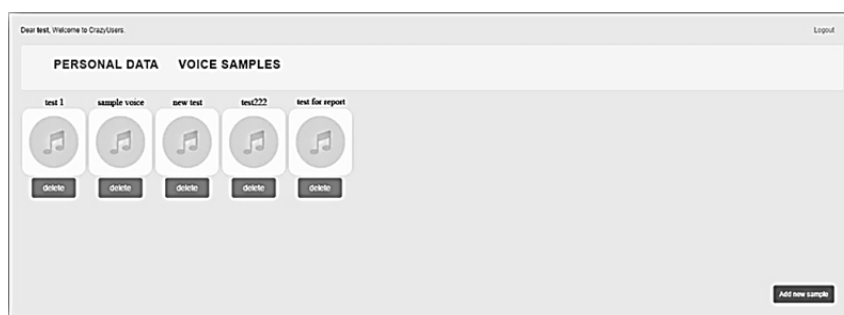 Dear test, Welcome to CrazyUsers.
Logout
PERSONAL DATA VOICE SAMPLES
test 1 sample voice new test test222 test for report
delete delete delete delete delete
Add new sample